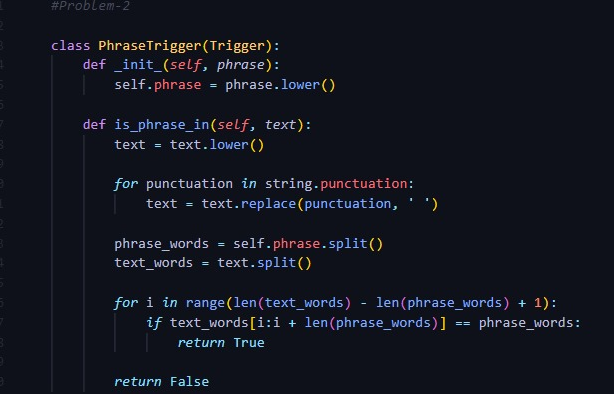 #Problem-2
class PhraseTrigger(Trigger):
    def _init_(self, phrase):
        self.phrase = phrase.lower()
    def is_phrase_in(self, text):
        text = text.lower()
        for punctuation in string.punctuation:
            text = text.replace(punctuation, ' ')
        phrase_words = self.phrase.split()
        text_words = text.split()
        for i in range(len(text_words) - len(phrase_words) + 1):
            if text_words[i:i + len(phrase_words)] == phrase_words:
                return True
        return False